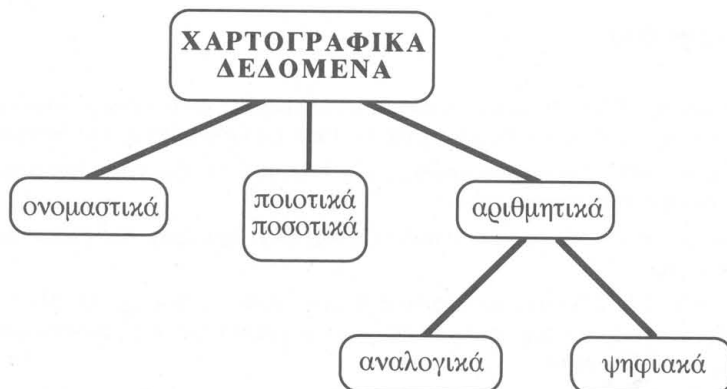 ΧΑΡΤΟΓΡΑΦΙΚΑ
ΔΕΔΟΜΕΝΑ
ονομαστικά
ποιοτικά
ποσοτικά
αριθμητικά
αναλογικά
ψηφιακά